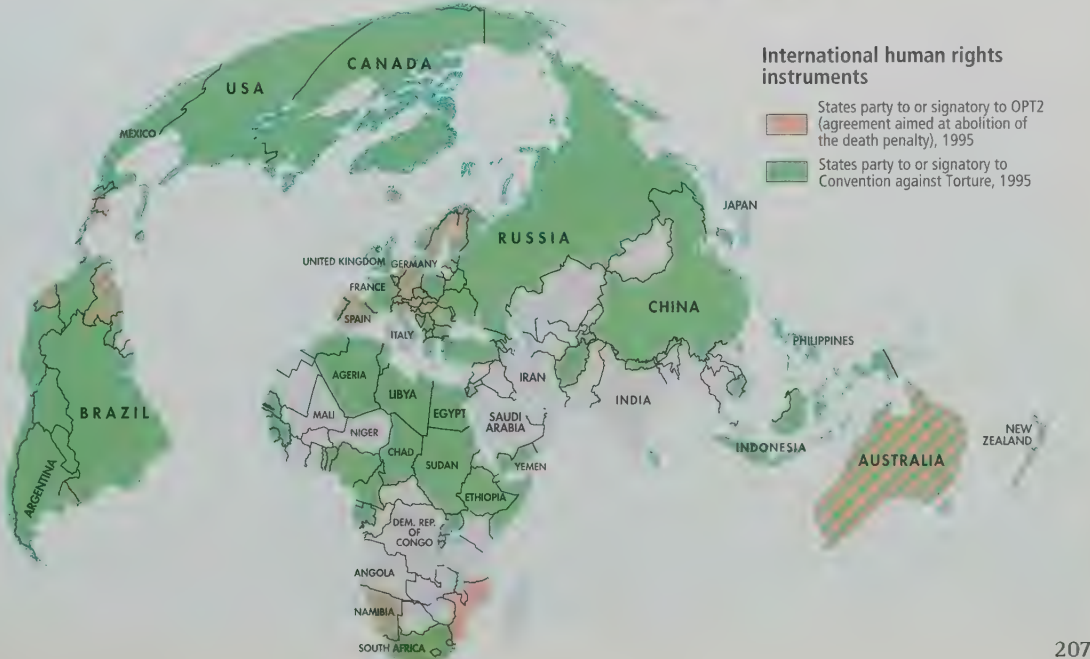 International human rights
instruments
States party to or signatory to OPT2
(agreement aimed at abolition of
the death penalty), 1995
States party to or signatory to
Convention against Torture, 1995
CANADA
USA
MEXICO
JAPAN
RUSSIA
UNITED KINGDOM
GERMANY
FRANCE
SPAIN
ITALY
CHINA
PHILIPPINES
IRAN
INDIA
AGERIA
LIBYA
EGYPT
SAUDI
ARABIA
MALI
NIGER
CHAD
SUDAN
YEMEN
ETHIOPIA
BRAZIL
ARGENTINA
INDONESIA
AUSTRALIA
NEW
ZEALAND
DEM. REP.
OF
CONGO
ANGOLA
NAMIBIA
SOUTH AFRICA
207